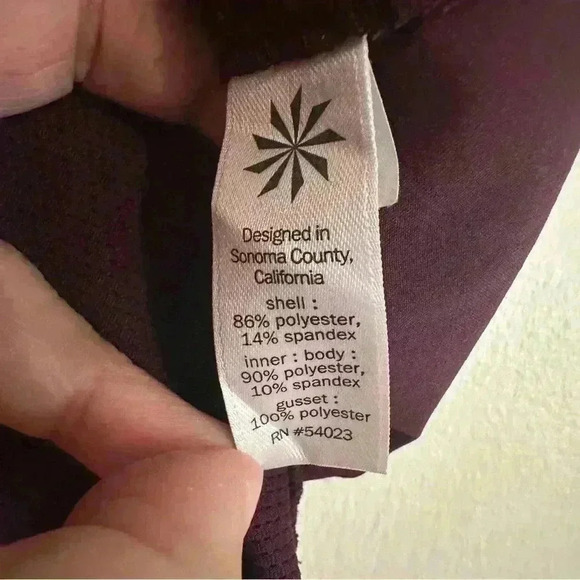 Designed in
Sonoma County,
California
shell :
86% polyester,
14% spandex
inner : body :
90% polyester,
10% spandex
gusset :
100% polyester
RN #54023